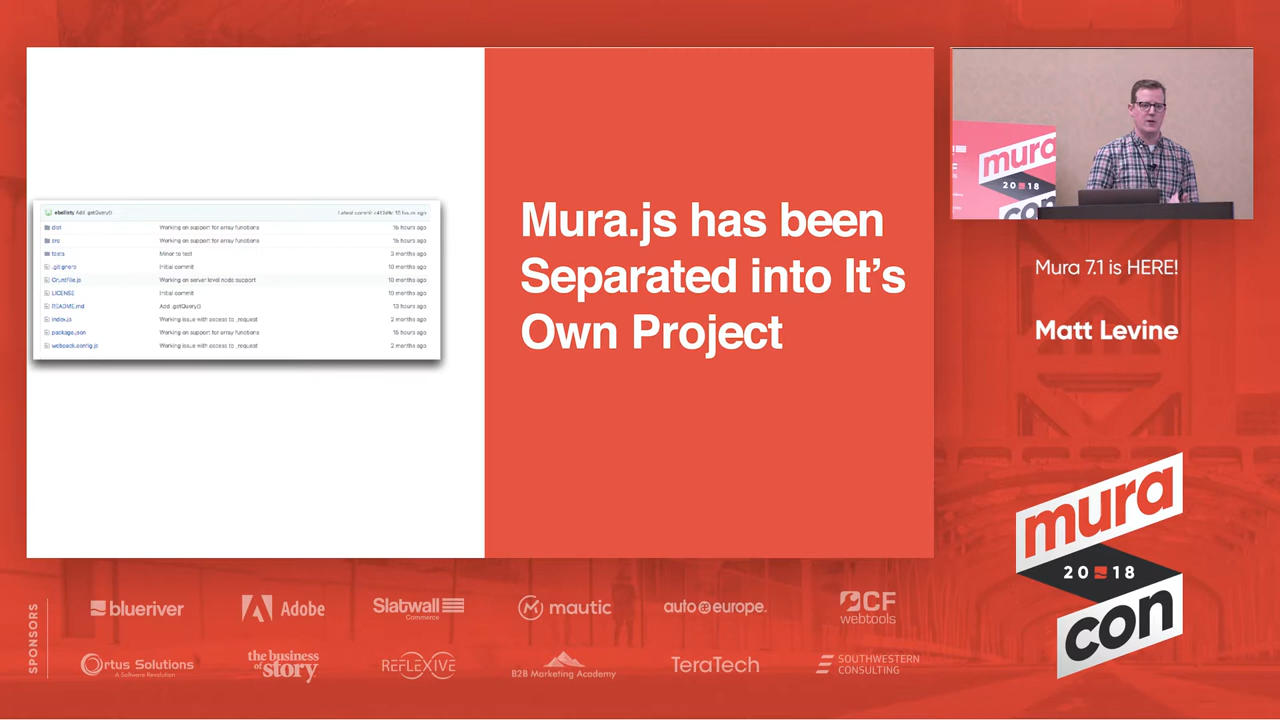 Add .getQuery()
Latest commit
16 hours ago
dist
Working on support for array functions
16 hours ago
src
Working on support for array functions
16 hours ago
tests
Minor to test
3 months ago
.gitignore
Initial commit
10 months ago
Gruntfile.js
Working on server level node support
10 months ago
LICENSE
Initial commit
10 months ago
README.md
Add .getQuery()
13 hours ago
index.js
Working issue with access to _request
2 months ago
package.json
Working on support for array functions
16 hours ago
webpack.config.js
Working issue with access to _request
2 months ago
Mura.js has been
Separated into It's
Own Project
mura
20 18
con
Mura 7.1 is HERE!
Matt Levine
mura
20 18
con
SPONSORS
blueriver
Adobe
Slatwall
Commerce
mautic
auto europe.
CF
webtools
Ortus Solutions
A Software Revolution
the business
of story
REFLEXIVE
B2B Marketing Academy
TeraTech
SOUTHWESTERN
CONSULTING